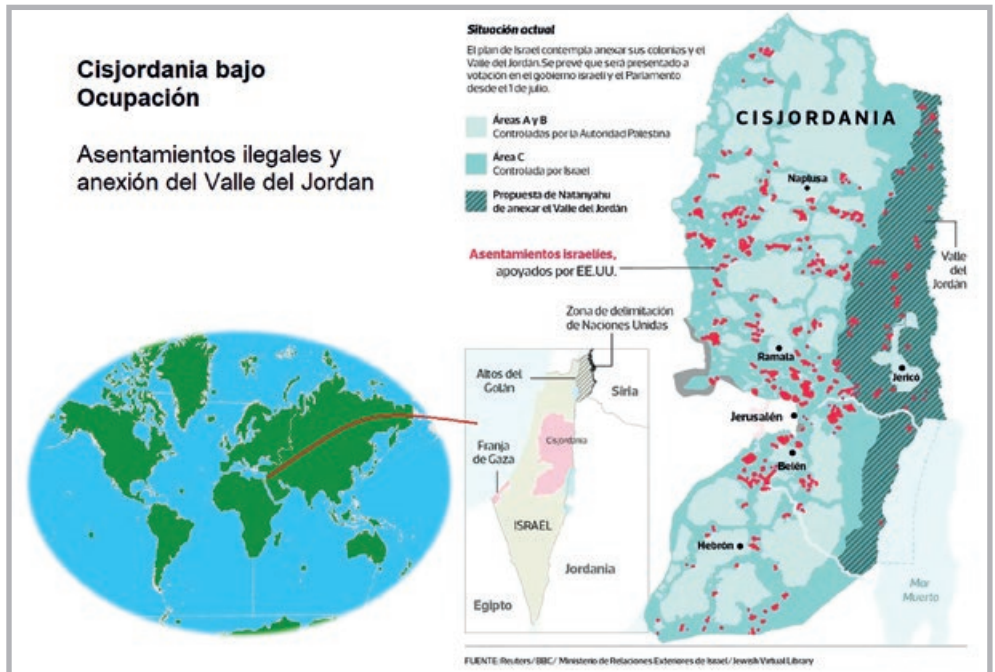 Cisjordania bajo
Ocupación
Asentamientos ilegales y
anexión del Valle del Jordan
Situación actual
El plan de Israel contempla anexar sus colonias y el
Valle del Jordán. Se prevé que será presentado a
votación en el gobierno israelí y el Parlamento
desde el 1 de julio.
Áreas A y B
Controladas por la Autoridad Palestina
Área C
Controlada por Israel
Propuesta de Natanyahu
de anexar el Valle del Jordán
Asentamientos israelíes,
apoyados por EE.UU.
CISJORDANIA
Naplusa
Valle
del
Jordán
Ramala
Jericó
Jerusalén
Belén
Hebrón
Mar
Muerto
Zona de delimitación
de Naciones Unidas
Altos del
Golán
Siria
Cisjordania
Franja
de Gaza
ISRAEL
Jordania
Egipto
FUENTE: Reuters/ BBC/ Ministerio de Relaciones Exteriores de Israel/ Jewish Virtual Library